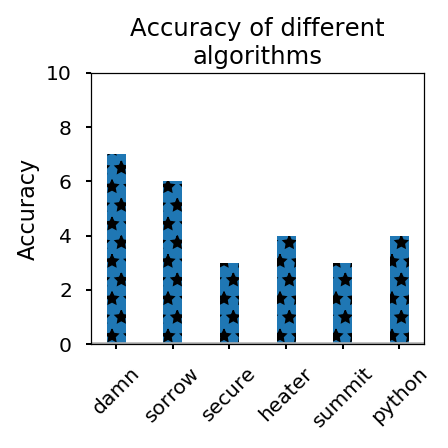 Accuracy of different
algorithms
10
8
6
4
2
0
Accuracy
damn
sorrow
secure
heater
summit
python